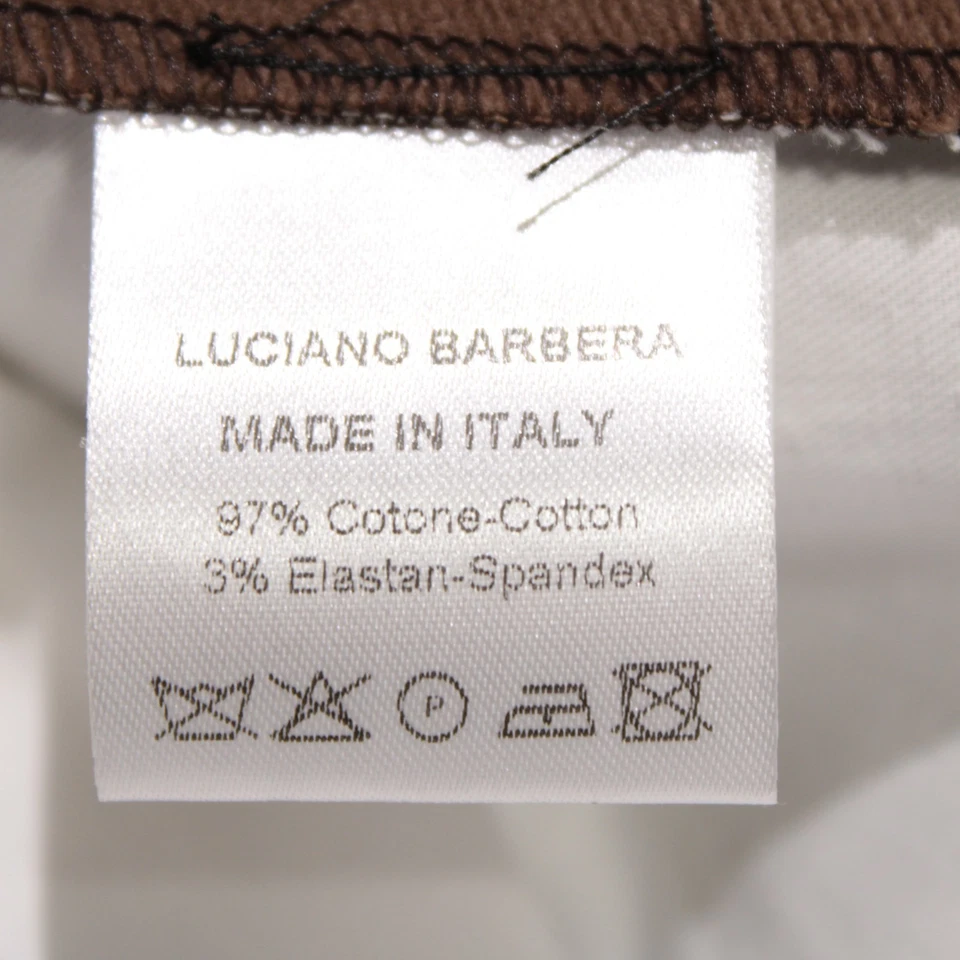 LUCIANO BARBERA
MADE IN ITALY
97% Cotone-Cotton
3% Elastan-Spandex
P